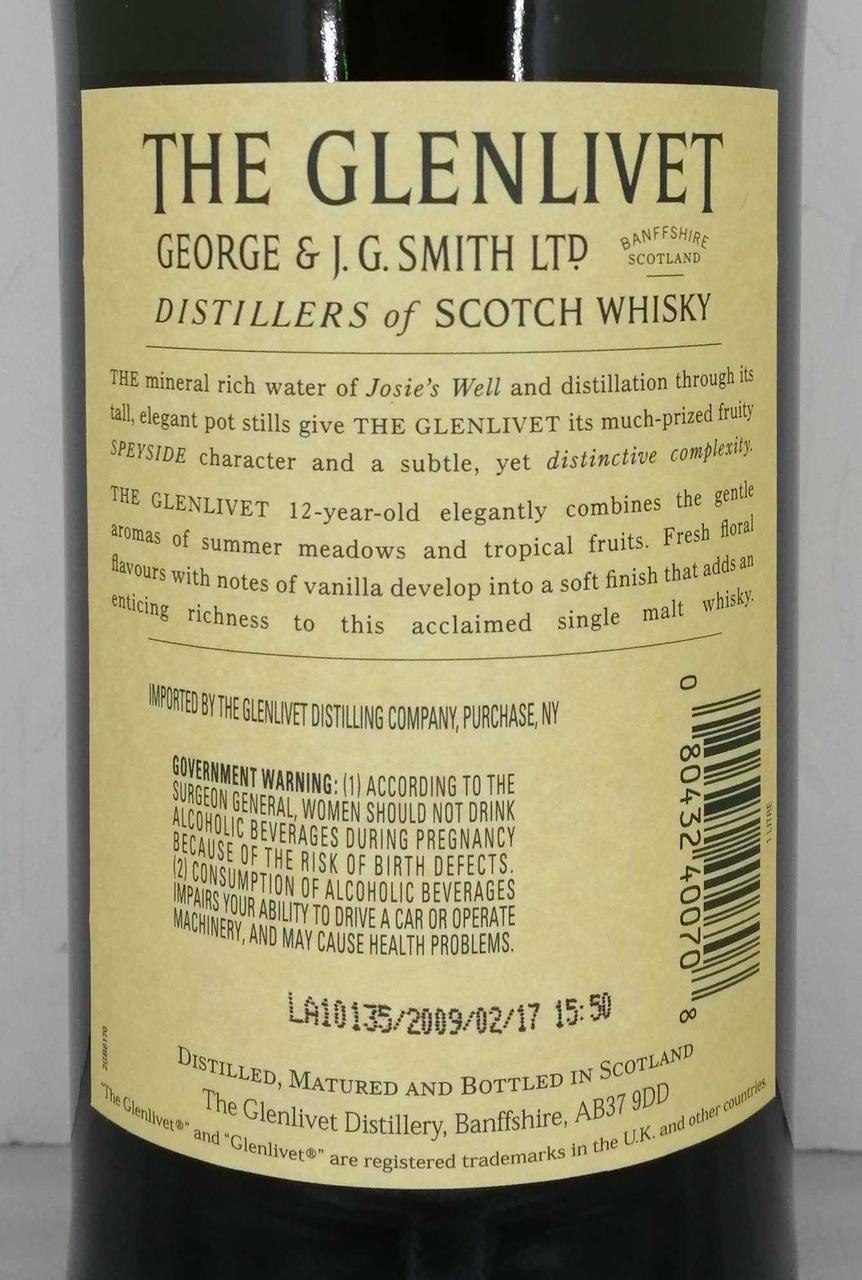 THE GLENLIVET
GEORGE & J. G. SMITH LTD. BANFFSHIRE SCOTLAND
DISTILLERS of SCOTCH WHISKY
THE mineral rich water of Josie's Well and distillation through its
tall, elegant pot stills give THE GLENLIVET its much-prized fruity
SPEYSIDE character and a subtle, yet distinctive complexity.
THE GLENLIVET 12-year-old elegantly combines the gentle
aromas of summer meadows and tropical fruits. Fresh floral
flavours with notes of vanilla develop into a soft finish that adds an
enticing richness to this acclaimed single malt whisky.
IMPORTED BY THE GLENLIVET DISTILLING COMPANY, PURCHASE, NY
GOVERNMENT WARNING: (1) ACCORDING TO THE
SURGEON GENERAL, WOMEN SHOULD NOT DRINK
ALCOHOLIC BEVERAGES DURING PREGNANCY
BECAUSE OF THE RISK OF BIRTH DEFECTS.
(2) CONSUMPTION OF ALCOHOLIC BEVERAGES
IMPAIRS YOUR ABILITY TO DRIVE A CAR OR OPERATE
MACHINERY, AND MAY CAUSE HEALTH PROBLEMS.
0 80432 40070 8
1 LITRE
LA10135/2009/02/17 15:50
DISTILLED, MATURED AND BOTTLED IN SCOTLAND
The Glenlivet Distillery, Banffshire, AB37 9DD
"The Glenlivet®" and "Glenlivet®" are registered trademarks in the U.K. and other countries.